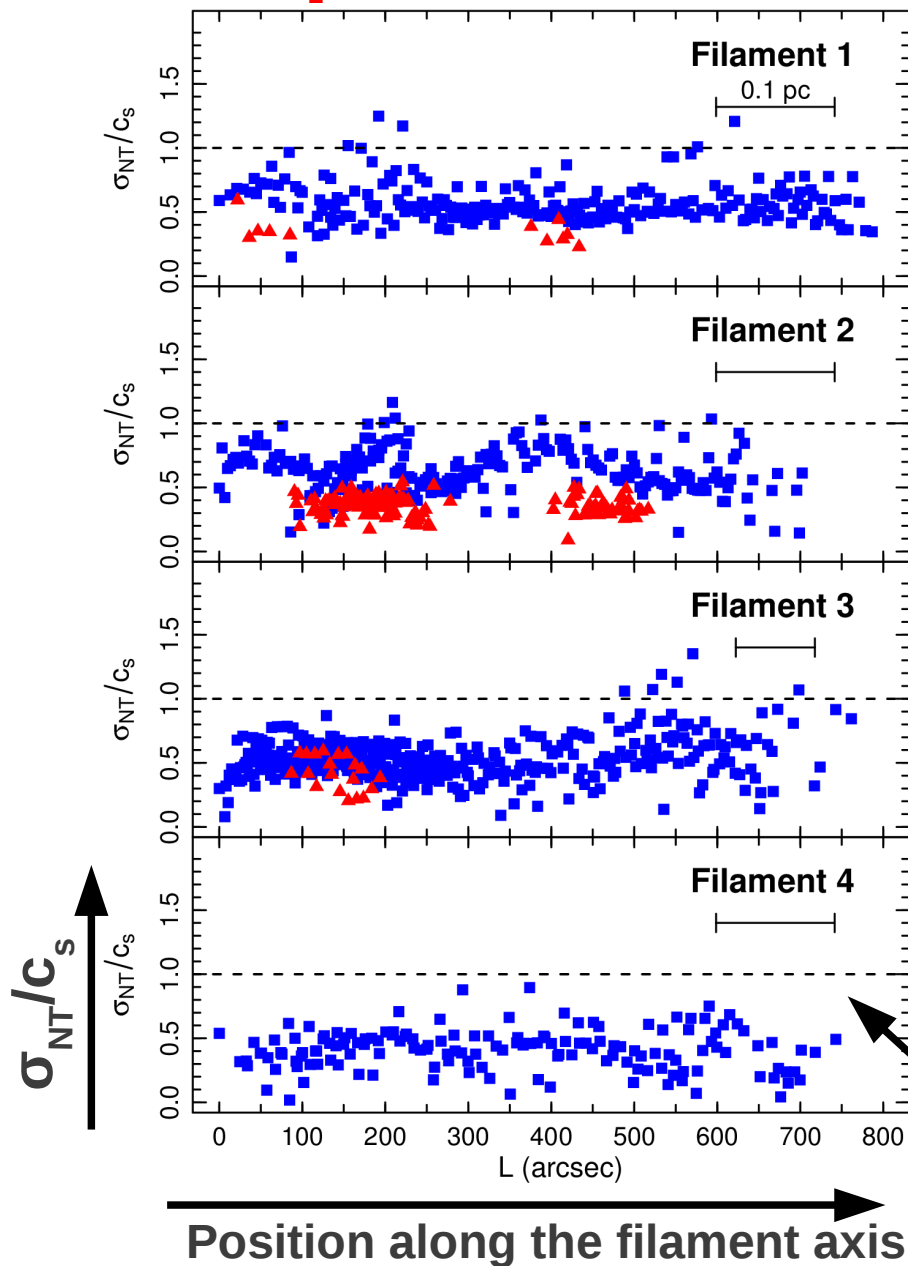 Filament 1
0.1 pc
σNT/cs
0.0 0.5 1.0 1.5
Filament 2
σNT/cs
0.0 0.5 1.0 1.5
Filament 3
σNT/cs
0.0 0.5 1.0 1.5
Filament 4
σNT/cs
0.0 0.5 1.0 1.5
σNT/cs
0 100 200 300 400 500 600 700 800
L (arcsec)
Position along the filament axis